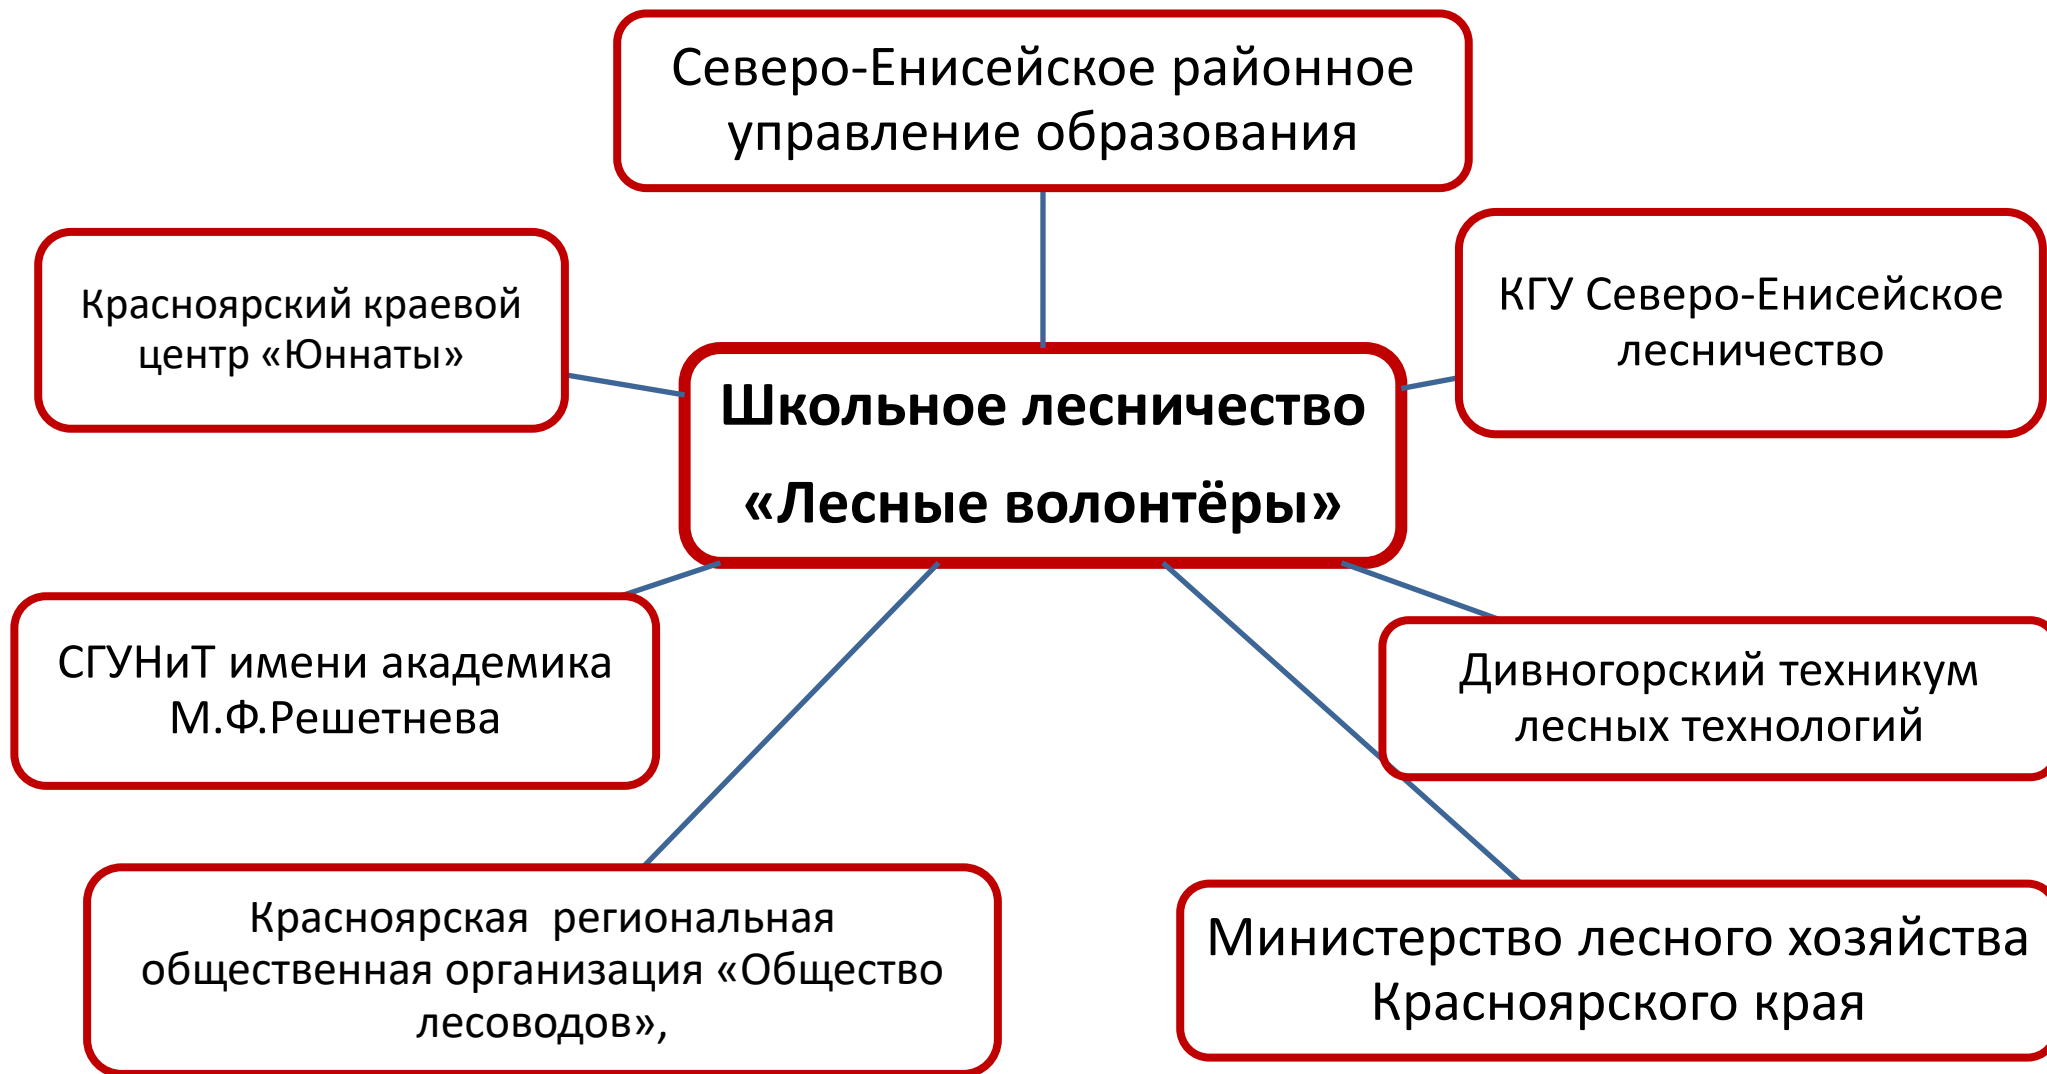 Северо-Енисейское районное
управление образования
Красноярский краевой
центр «Юннаты»
КГУ Северо-Енисейское
лесничество
Школьное лесничество
«Лесные волонтёры»
СГУНиТ имени академика
М.Ф.Решетнева
Дивногорский техникум
лесных технологий
Красноярская региональная
общественная организация «Общество
лесоводов»,
Министерство лесного хозяйства
Красноярского края